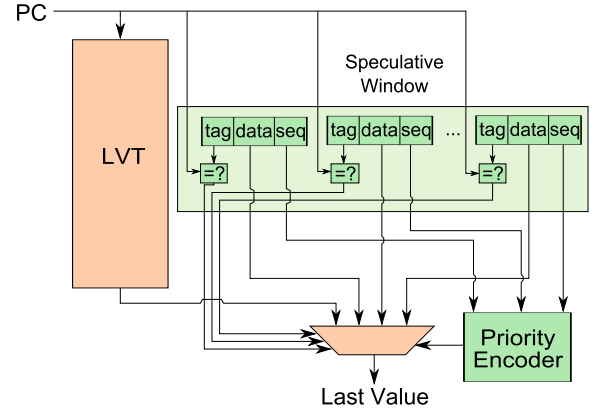 PC
Speculative
Window
LVT
tag data seq
tag data seq
...
tag data seq
=?
=?
=?
Priority
Encoder
Last Value